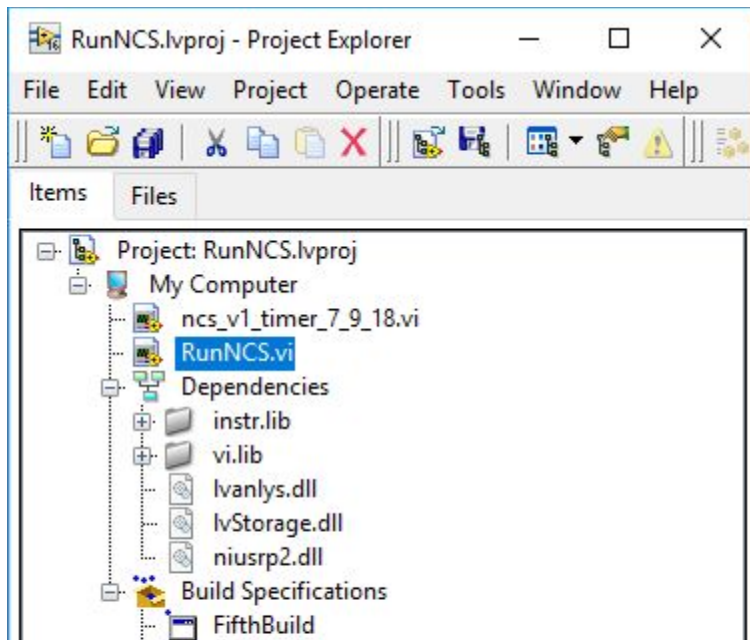 RunNCS.lvproj - Project Explorer
File Edit View Project Operate Tools Window Help
Items Files
Project: RunNCS.lvproj
My Computer
ncs_v1_timer_7_9_18.vi
RunNCS.vi
Dependencies
instr.lib
vi.lib
lvanlys.dll
lvStorage.dll
niusrp2.dll
Build Specifications
FifthBuild